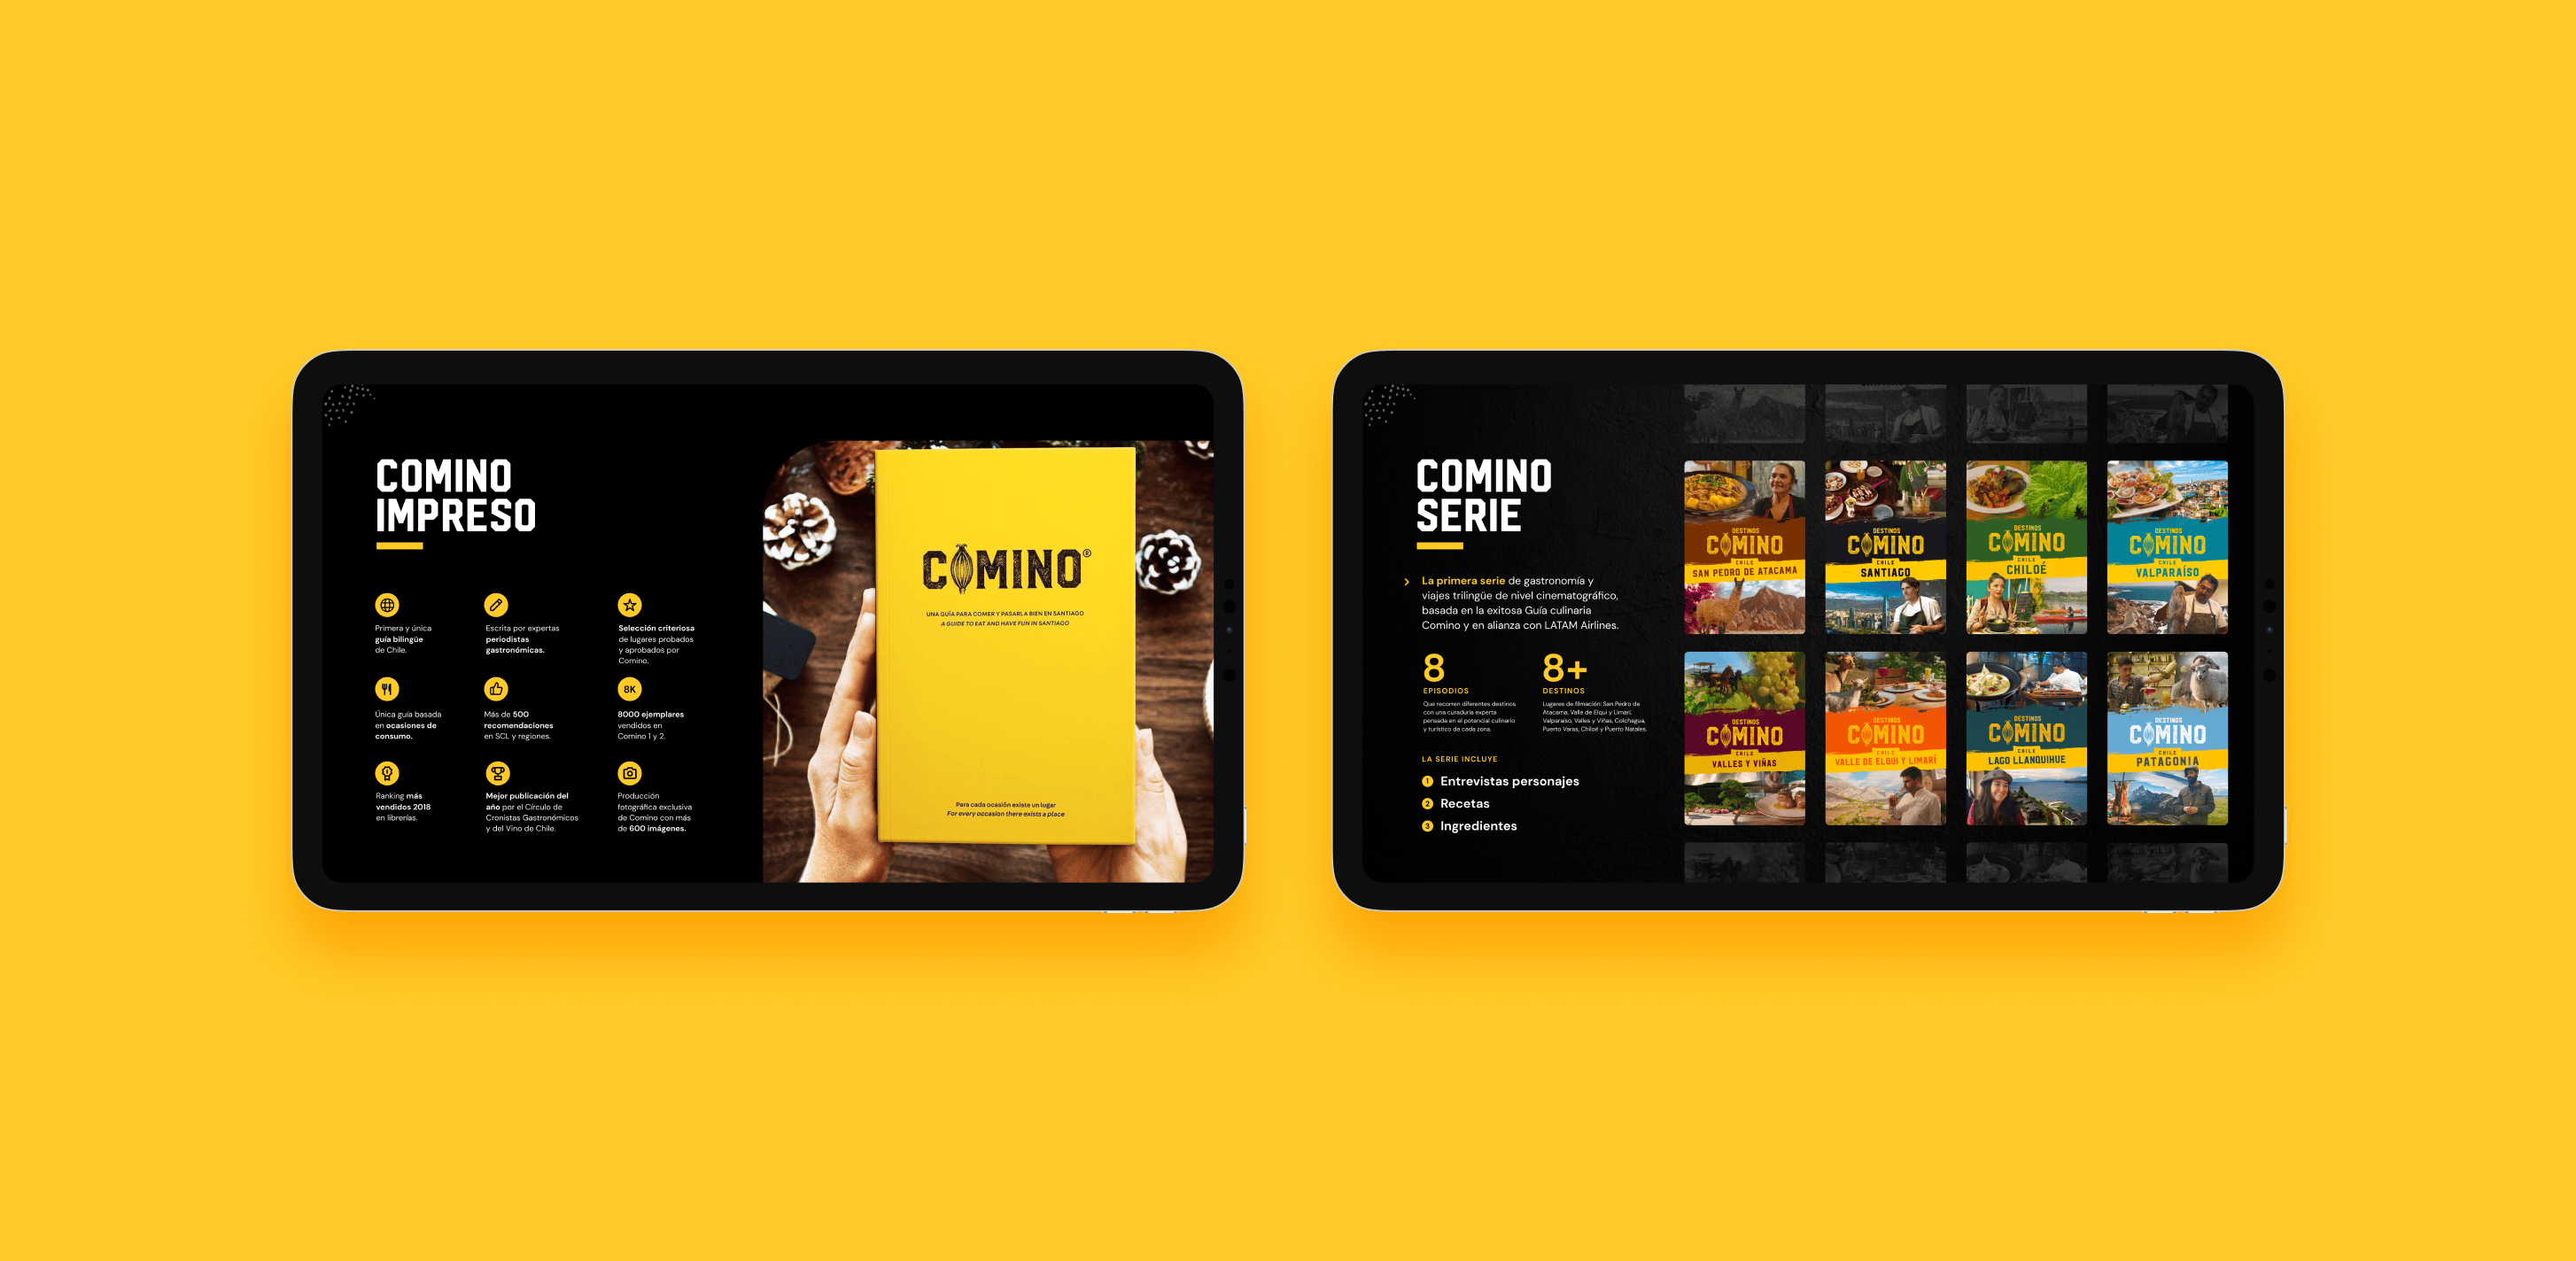 COMINO
IMPRESO
Primera y única
guía bilingüe
de Chile.
Escrita por expertas
periodistas
gastronómicas.
Selección criteriosa
de lugares probados
y aprobados por
Comino.
Única guía basada
en ocasiones de
consumo.
Más de 500
recomendaciones
en SCL y regiones.
8K
8000 ejemplares
vendidos en
Comino 1 y 2.
Ranking más
vendidos 2018
en librerías.
Mejor publicación del
año por el Círculo de
Cronistas Gastronómicos
y del Vino de Chile.
Producción
fotográfica exclusiva
de Comino con más
de 600 imágenes.
COMINO®
UNA GUÍA PARA COMER Y PASARLA BIEN EN SANTIAGO
A GUIDE TO EAT AND HAVE FUN IN SANTIAGO
Para cada ocasión existe un lugar
For every occasion there exists a place
COMINO
SERIE
La primera serie de gastronomía y
viajes trilingüe de nivel cinematográfico,
basada en la exitosa Guía culinaria
Comino y en alianza con LATAM Airlines.
8
EPISODIOS
Que recorren diferentes destinos
con una curaduría experta
pensada en el potencial culinario
y turístico de cada zona.
8+
DESTINOS
Lugares de filmación: San Pedro de
Atacama, Valle de Elqui y Limarí,
Valparaíso, Valles y Viñas, Colchagua,
Puerto Varas, Chiloé y Puerto Natales.
LA SERIE INCLUYE
1 Entrevistas personajes
2 Recetas
3 Ingredientes
DESTINOS
COMINO
CHILE
SAN PEDRO DE ATACAMA
DESTINOS
COMINO
CHILE
SANTIAGO
DESTINOS
COMINO
CHILE
CHILOÉ
DESTINOS
COMINO
CHILE
VALPARAÍSO
DESTINOS
COMINO
CHILE
VALLES Y VIÑAS
DESTINOS
COMINO
CHILE
VALLE DE ELQUI Y LIMARÍ
DESTINOS
COMINO
CHILE
LAGO LLANQUIHUE
DESTINOS
COMINO
CHILE
PATAGONIA